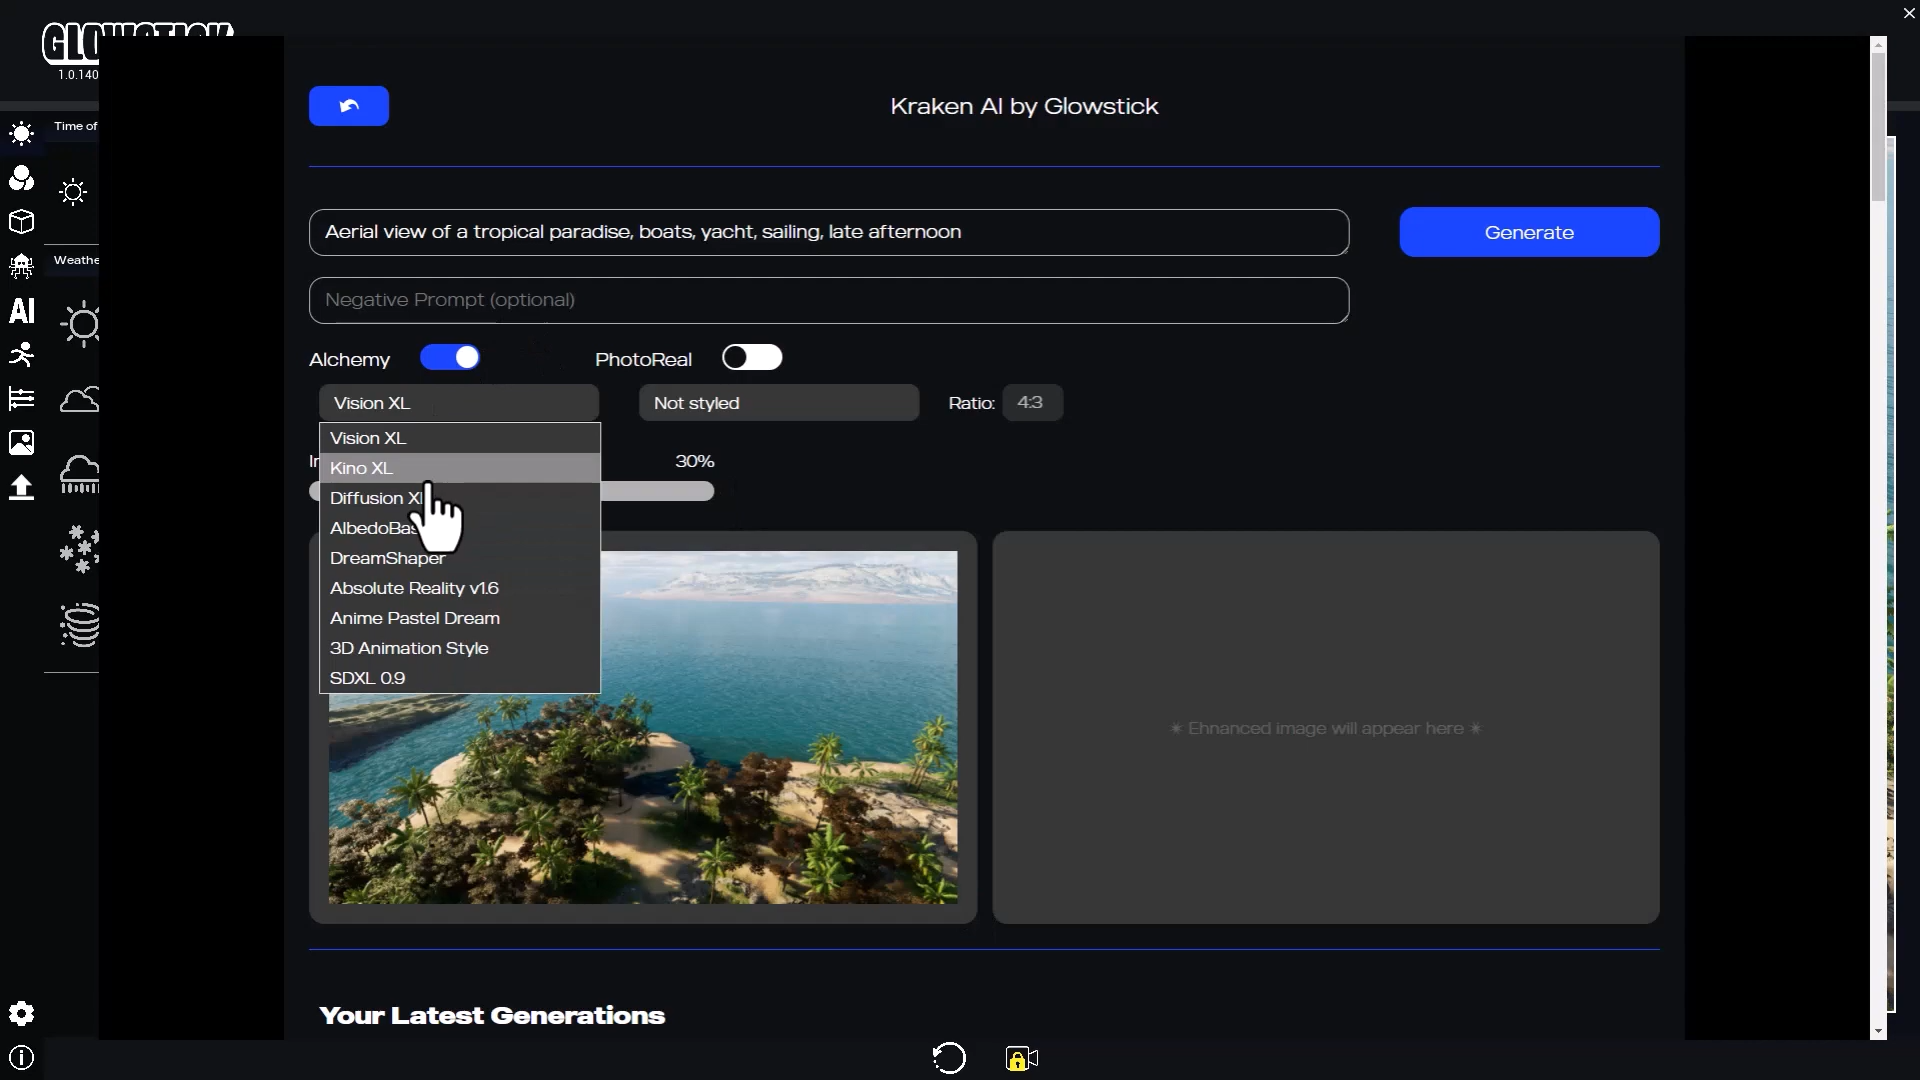 GLOWSTICK
1.0.140
Kraken AI by Glowstick
Time of
Aerial view of a tropical paradise, boats, yacht, sailing, late afternoon
Generate
Weathe
Negative Prompt (optional)
AI
Alchemy
PhotoReal
Vision XL
Not styled
Ratio: 4:3
Vision XL
Kino XL
30%
Diffusion XL
AlbedoBas
DreamShaper
Absolute Reality v1.6
Anime Pastel Dream
3D Animation Style
SDXL 0.9
✴ Ehnanced image will appear here ✴
Your Latest Generations